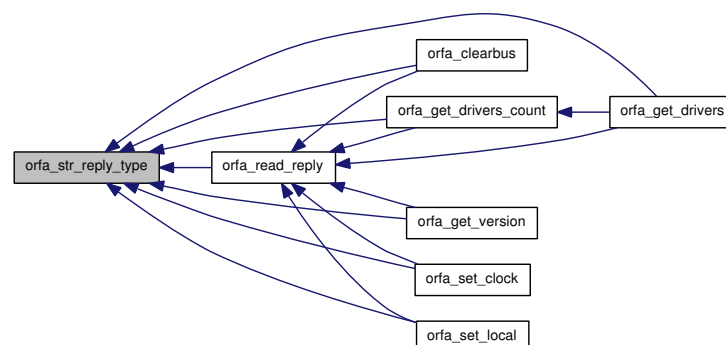 orfa_clearbus
orfa_get_drivers_count
orfa_get_drivers
orfa_str_reply_type
orfa_read_reply
orfa_get_version
orfa_set_clock
orfa_set_local